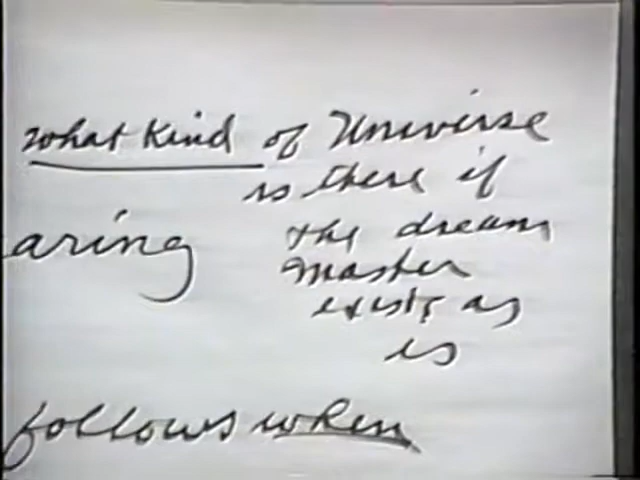 what kind of Universe
is there if
aring
the dream
master
exists as
is
follows when